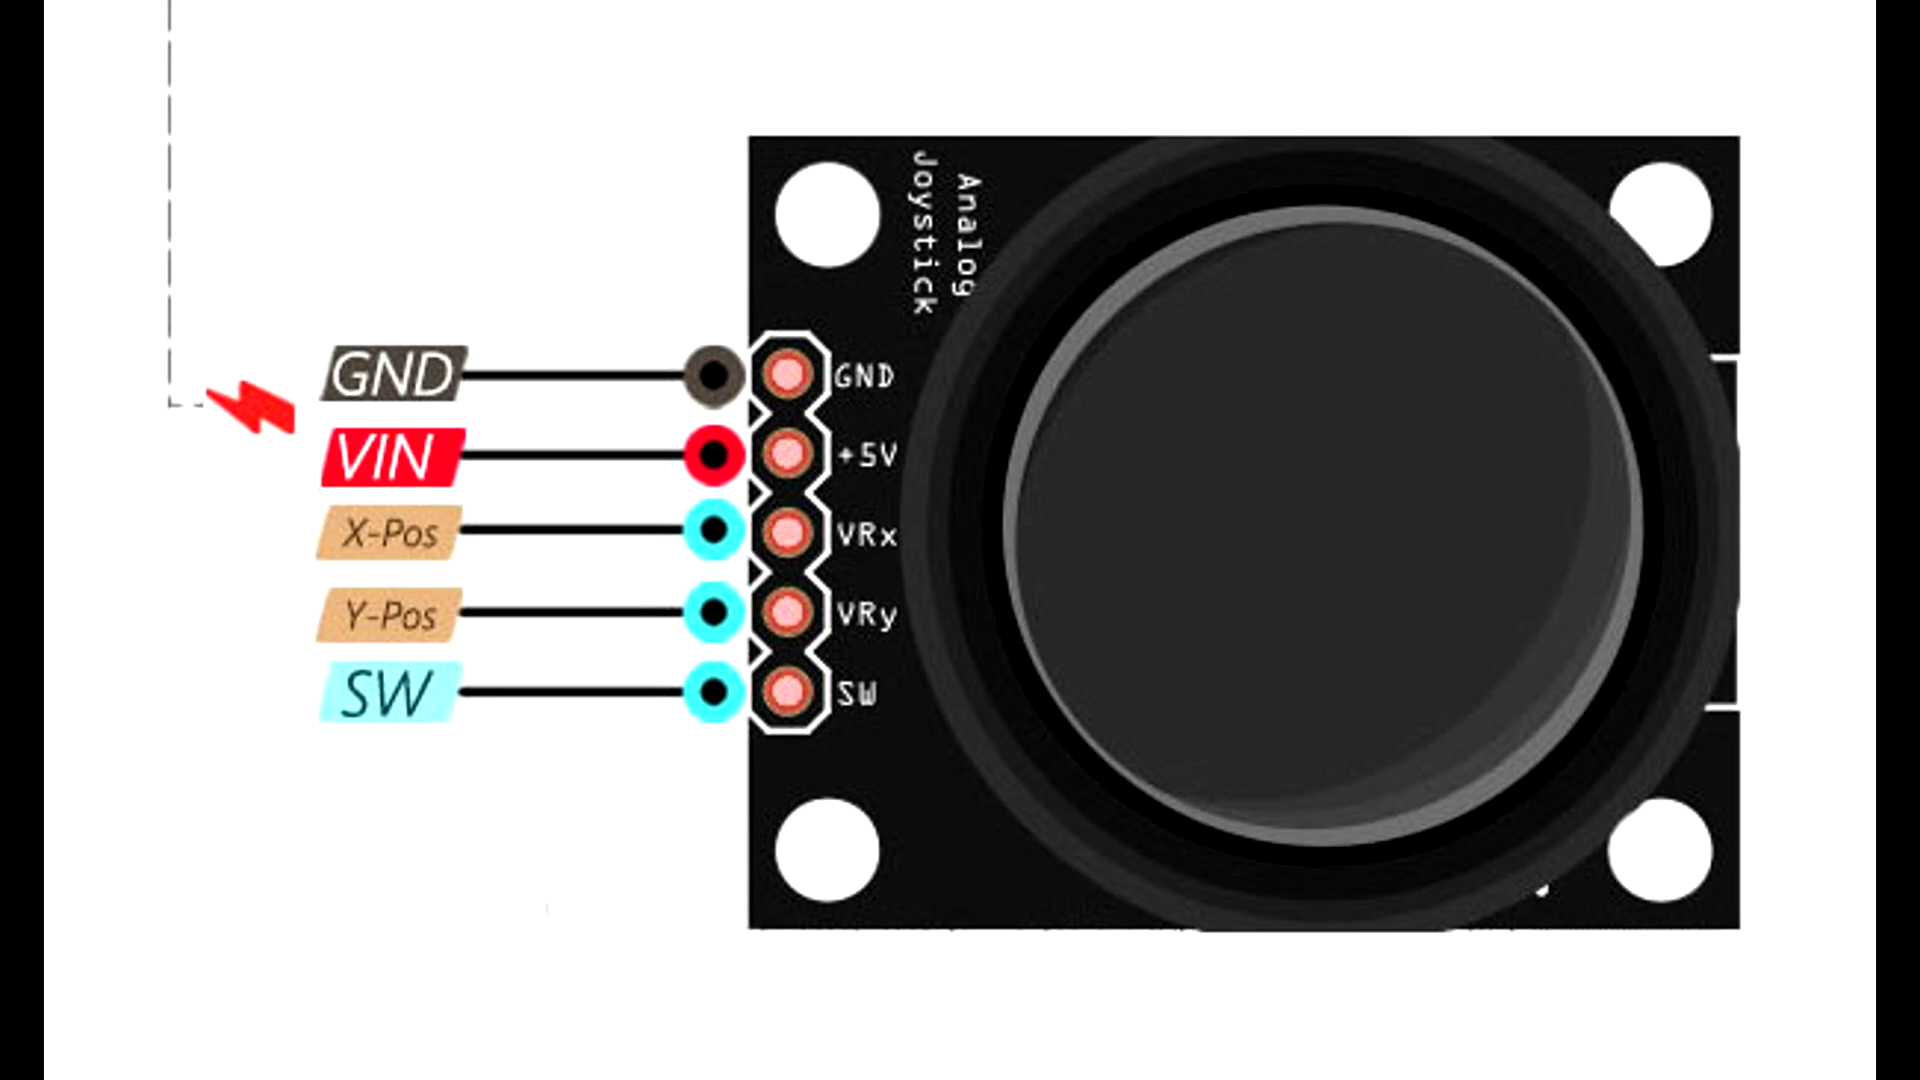 Analog
Joystick
GND
GND
VIN
+5V
X-Pos
VRx
Y-Pos
VRy
SW
SW